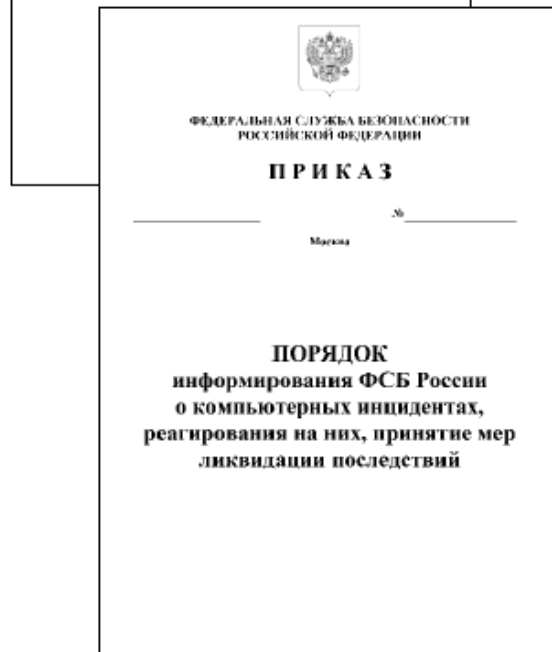 ФЕДЕРАЛЬНАЯ СЛУЖБА БЕЗОПАСНОСТИ
РОССИЙСКОЙ ФЕДЕРАЦИИ
ПРИКАЗ
№
Москва
ПОРЯДОК
информирования ФСБ России
о компьютерных инцидентах,
реагирования на них, принятие мер
ликвидации последствий